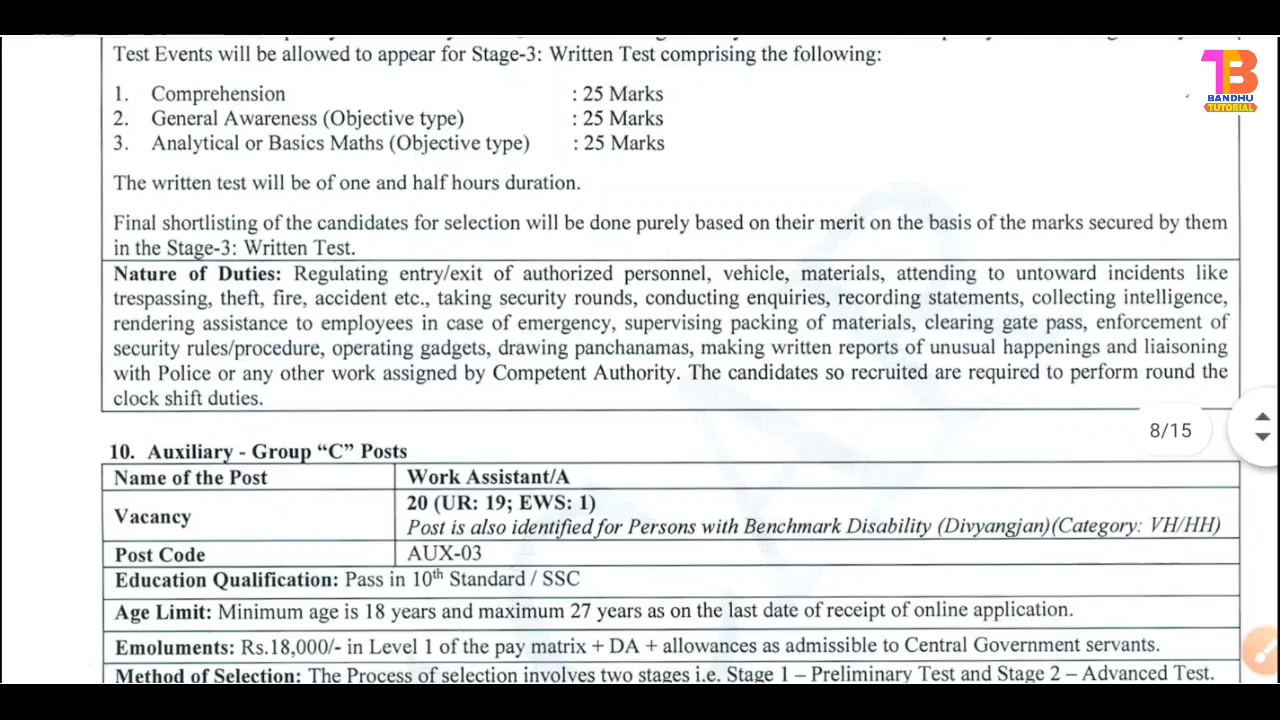 Test Events will be allowed to appear for Stage-3: Written Test comprising the following:
1. Comprehension : 25 Marks
2. General Awareness (Objective type) : 25 Marks
3. Analytical or Basics Maths (Objective type) : 25 Marks
The written test will be of one and half hours duration.
Final shortlisting of the candidates for selection will be done purely based on their merit on the basis of the marks secured by them
in the Stage-3: Written Test.
Nature of Duties: Regulating entry/exit of authorized personnel, vehicle, materials, attending to untoward incidents like
trespassing, theft, fire, accident etc., taking security rounds, conducting enquiries, recording statements, collecting intelligence,
rendering assistance to employees in case of emergency, supervising packing of materials, clearing gate pass, enforcement of
security rules/procedure, operating gadgets, drawing panchanamas, making written reports of unusual happenings and liaisoning
with Police or any other work assigned by Competent Authority. The candidates so recruited are required to perform round the
clock shift duties.
10. Auxiliary - Group “C” Posts
Name of the Post Work Assistant/A
Vacancy 20 (UR: 19; EWS: 1)
Post is also identified for Persons with Benchmark Disability (Divyangjan)(Category: VH/HH)
Post Code AUX-03
Education Qualification: Pass in 10th Standard / SSC
Age Limit: Minimum age is 18 years and maximum 27 years as on the last date of receipt of online application.
Emoluments: Rs.18,000/- in Level 1 of the pay matrix + DA + allowances as admissible to Central Government servants.
Method of Selection: The Process of selection involves two stages i.e. Stage 1 – Preliminary Test and Stage 2 – Advanced Test.
8/15
TB
BANDHU
TUTORIAL